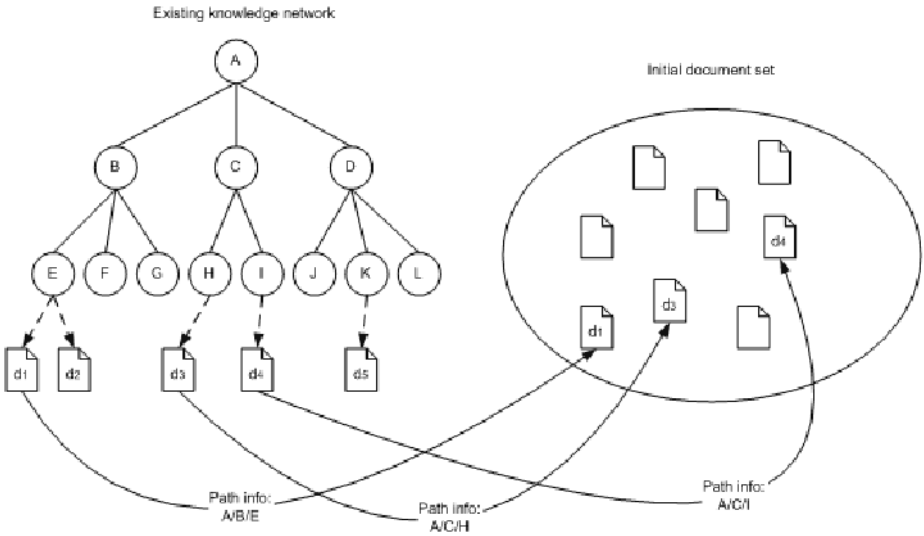 Existing knowledge network
A
Initial document set
B
C
D
E
F
G
H
I
J
K
L
d1
d2
d3
d4
d5
d4
d3
d1
Path info:
A/B/E
Path info:
A/C/H
Path info:
A/C/I